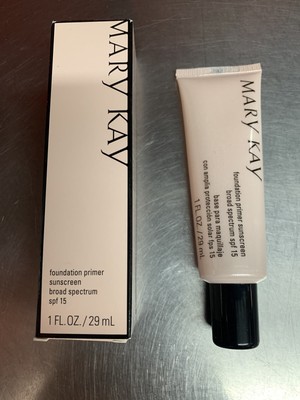 MARY KAY
foundation primer
sunscreen
broad spectrum
spf 15
1 FL. OZ. / 29 mL
MARY KAY
foundation primer sunscreen
broad spectrum spf 15
base para maquillaje
con amplia protección solar fps 15
1 FL. OZ. / 29 mL